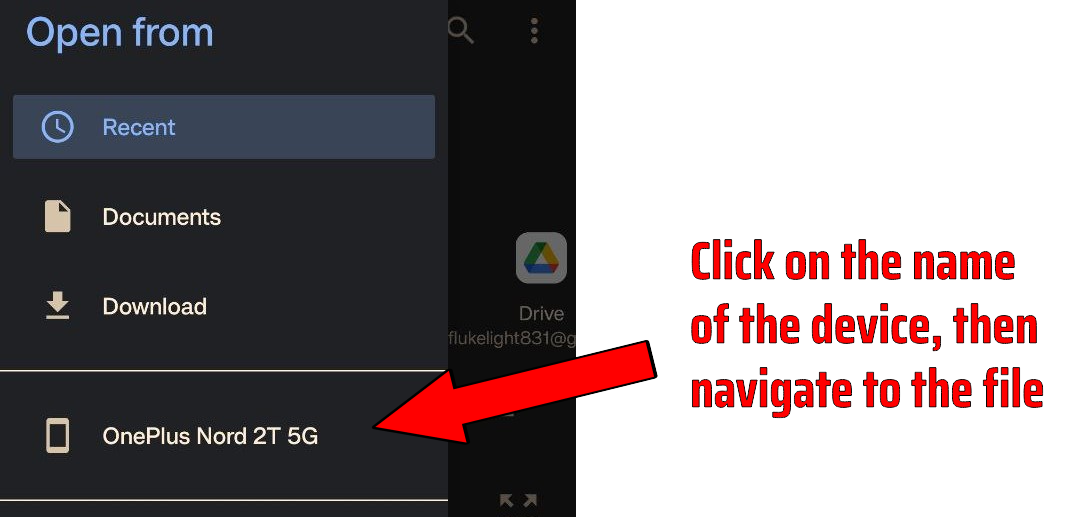 Open from
Recent
Documents
Download
OnePlus Nord 2T 5G
Drive
flukelight831@g
Click on the name
of the device, then
navigate to the file